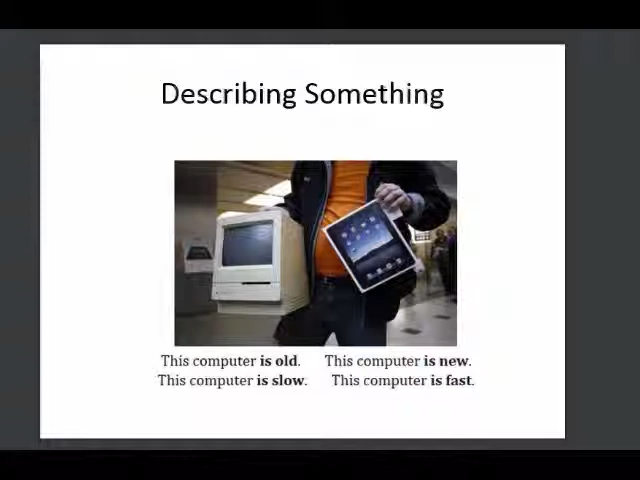 Describing Something
This computer is old. This computer is new.
This computer is slow. This computer is fast.